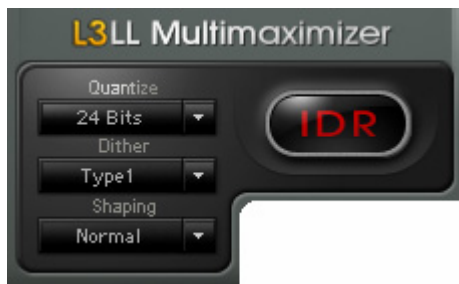 L3LL Multimaximizer
Quantize
24 Bits
IDR
Dither
Type1
Shaping
Normal